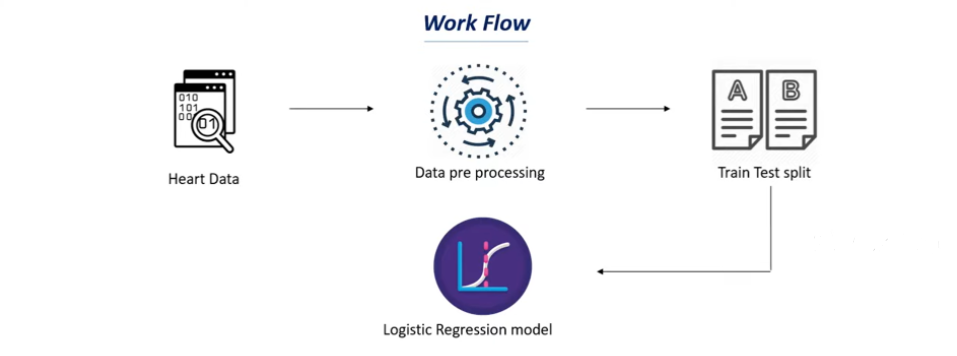 Work Flow
010
101
00
01
A
B
Heart Data
Data pre processing
Train Test split
Logistic Regression model